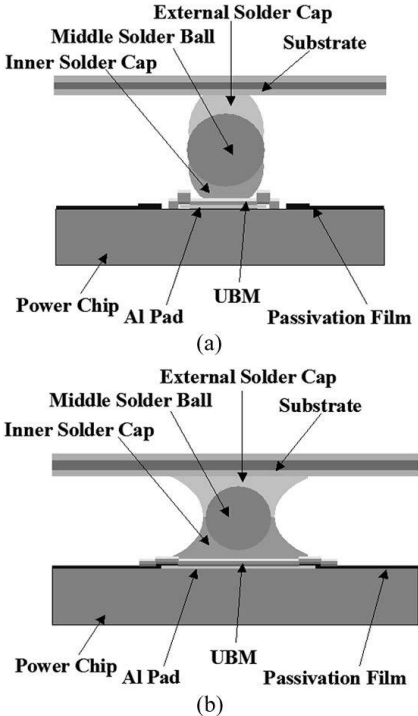 External Solder Cap
Middle Solder Ball
Substrate
Inner Solder Cap
UBM
Power Chip
Al Pad
Passivation Film
(a)
External Solder Cap
Middle Solder Ball
Substrate
Inner Solder Cap
UBM
Power Chip
Al Pad
Passivation Film
(b)